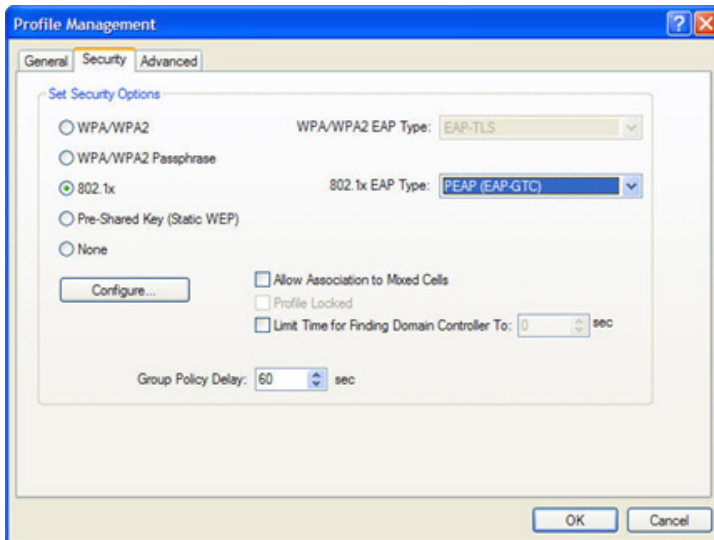 Profile Management
General Security Advanced
Set Security Options
WPA/WPA2 WPA/WPA2 EAP Type: EAP-TLS
WPA/WPA2 Passphrase
802.1x 802.1x EAP Type: PEAP (EAP-GTC)
Pre-Shared Key (Static WEP)
None
Configure... Allow Association to Mixed Cells
Profile Locked
Limit Time for Finding Domain Controller To: 0 sec
Group Policy Delay: 60 sec
OK Cancel